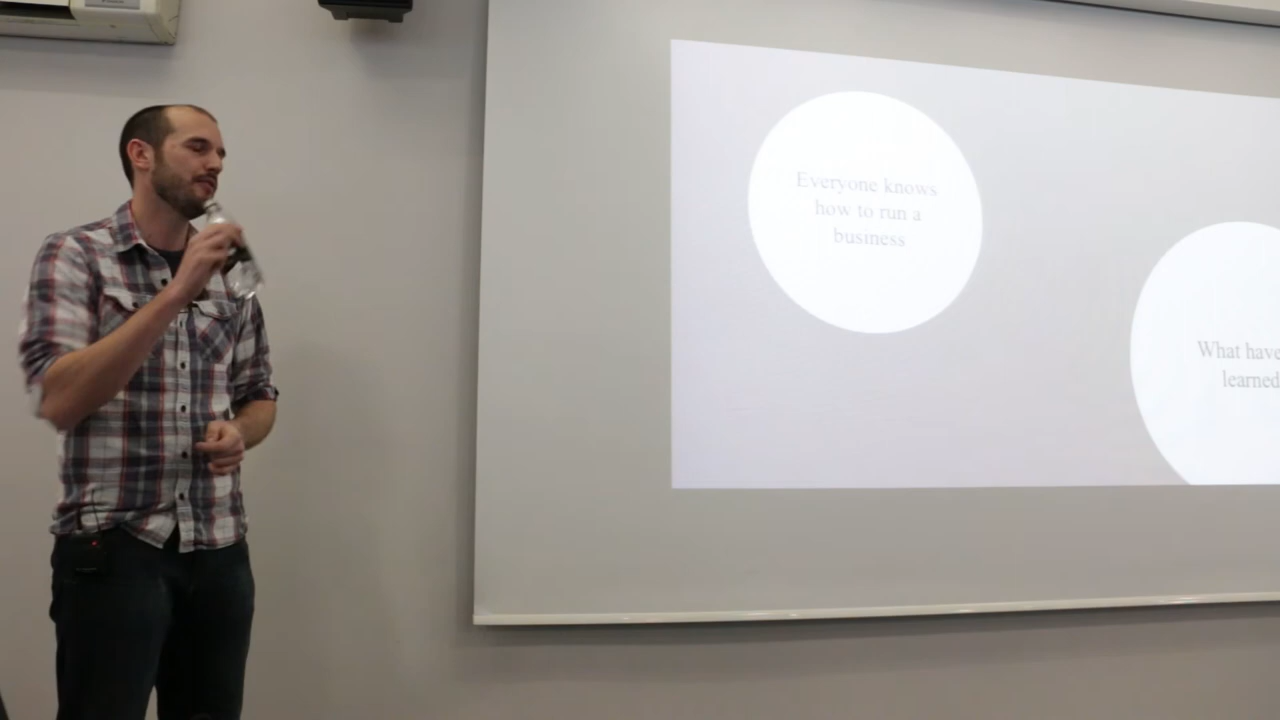 Everyone knows
how to run a
business
What have
learned